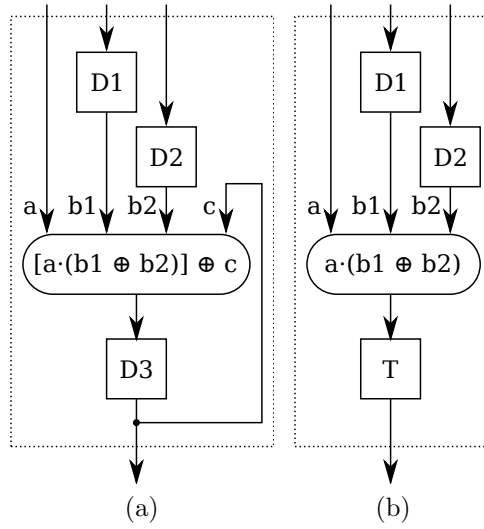 D1
D2
a b1 b2 c
[a·(b1 ⊕ b2)] ⊕ c
D3
(a)
D1
D2
a b1 b2
a·(b1 ⊕ b2)
T
(b)